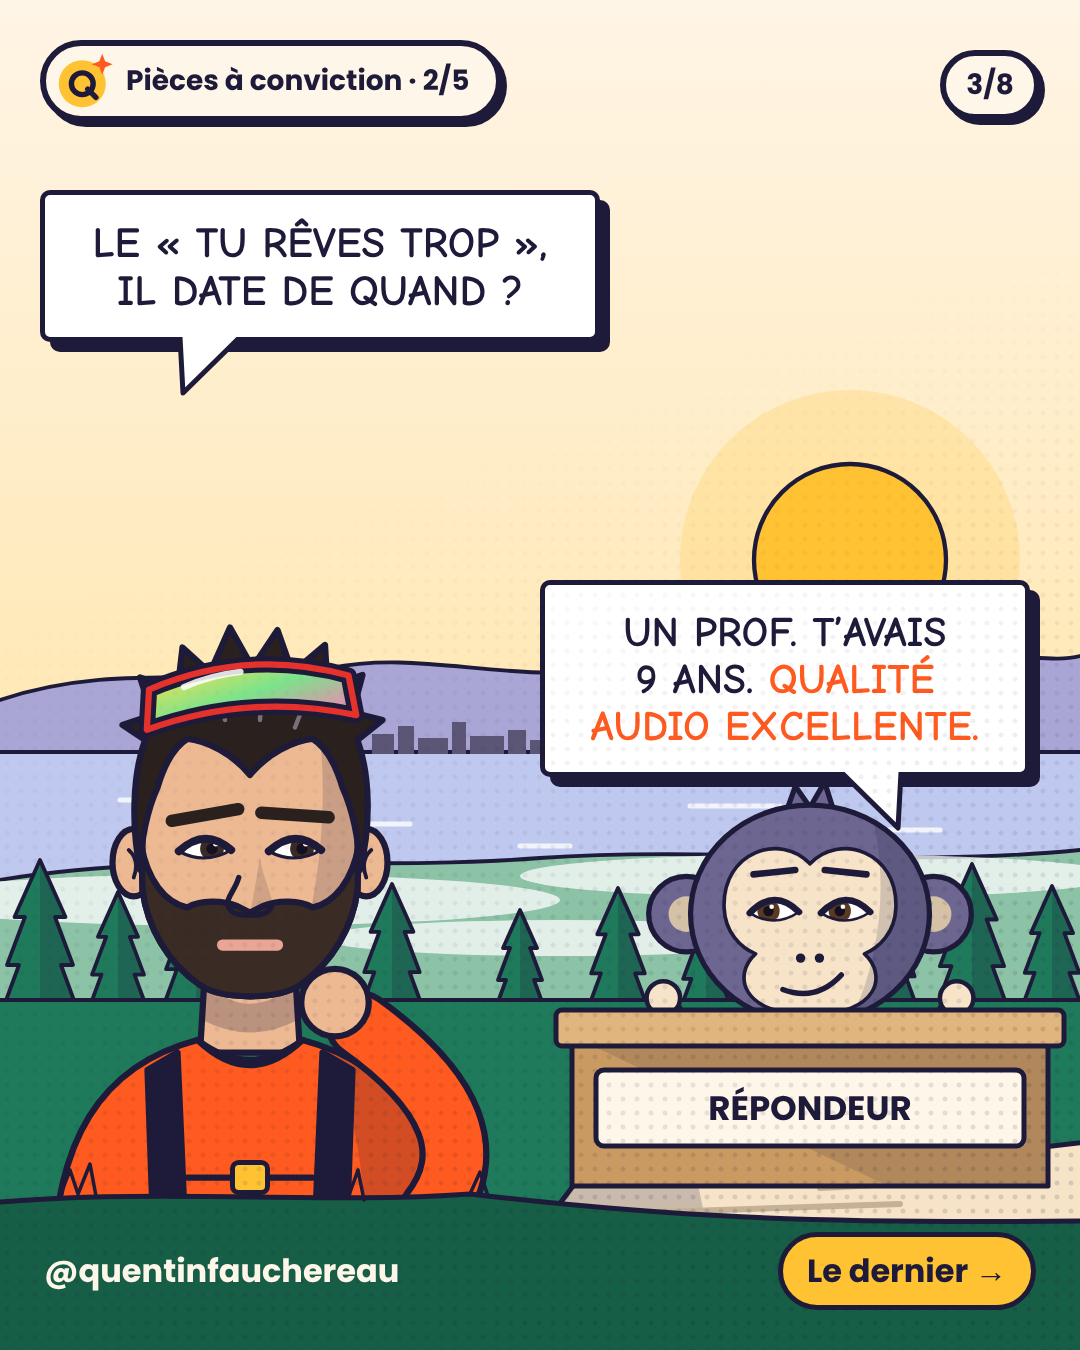 Q
Pièces à conviction · 2/5
3/8
LE « TU RÊVES TROP »,
IL DATE DE QUAND ?
UN PROF. T'AVAIS
9 ANS. QUALITÉ
AUDIO EXCELLENTE.
RÉPONDEUR
@quentinfauchereau
Le dernier →